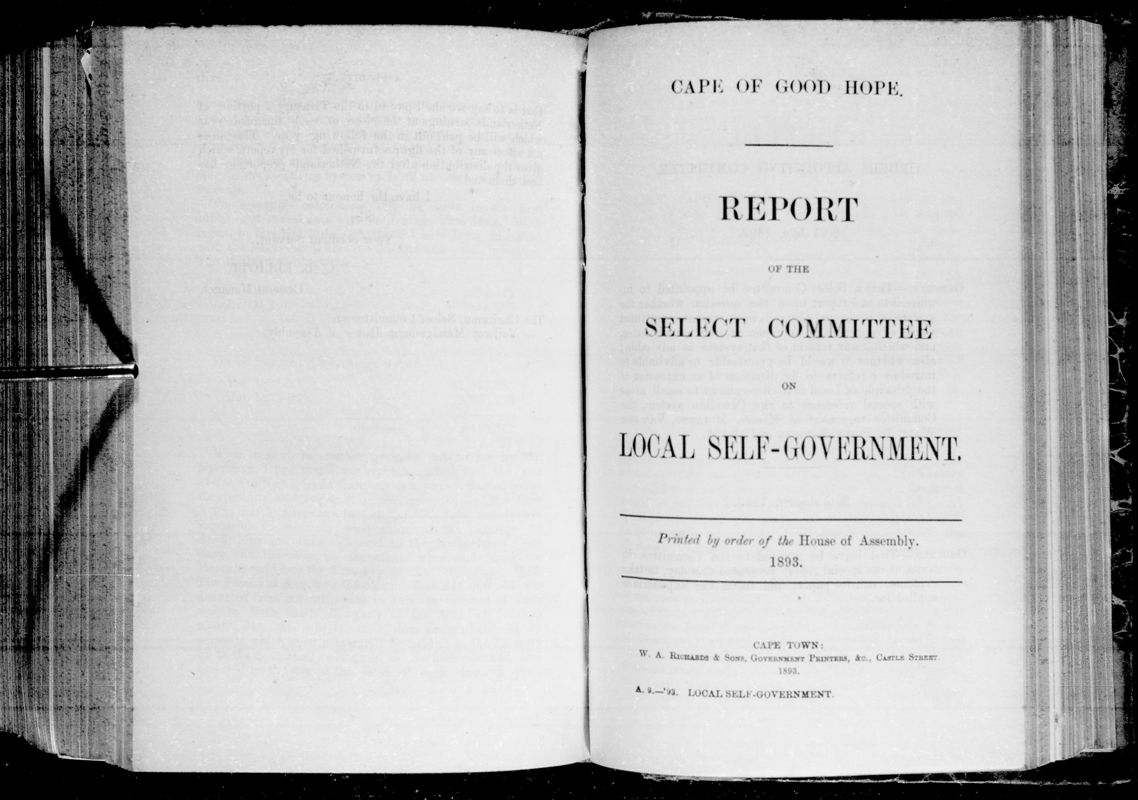 CAPE OF GOOD HOPE.
REPORT
OF THE
SELECT COMMITTEE
ON
LOCAL SELF-GOVERNMENT.
Printed by order of the House of Assembly.
1893.
CAPE TOWN:
W. A. RICHARDS & SONS, GOVERNMENT PRINTERS, &C., CASTLE STREET.
1893.
A. 9.—'93. LOCAL SELF-GOVERNMENT.